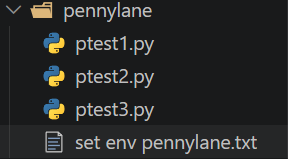 pennylane
ptest1.py
ptest2.py
ptest3.py
set env pennylane.txt